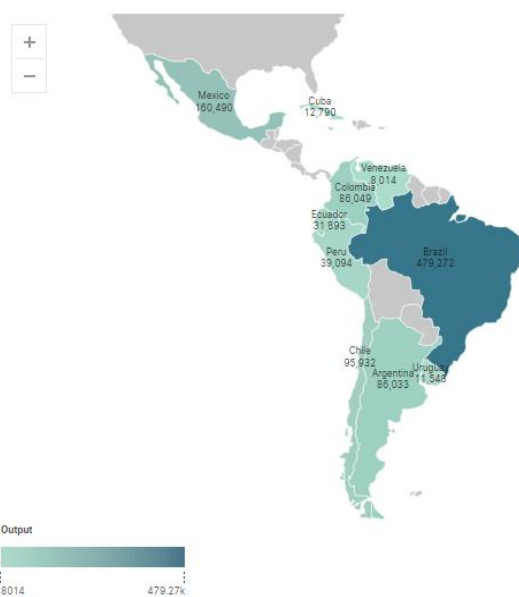 +
−
Mexico
160,490
Cuba
12,790
Venezuela
8,014
Colombia
86,049
Ecuador
31,893
Peru
39,094
Brazil
479,272
Chile
95,932
Argentina
86,033
Uruguay
11,548
Output
8014
479.27k